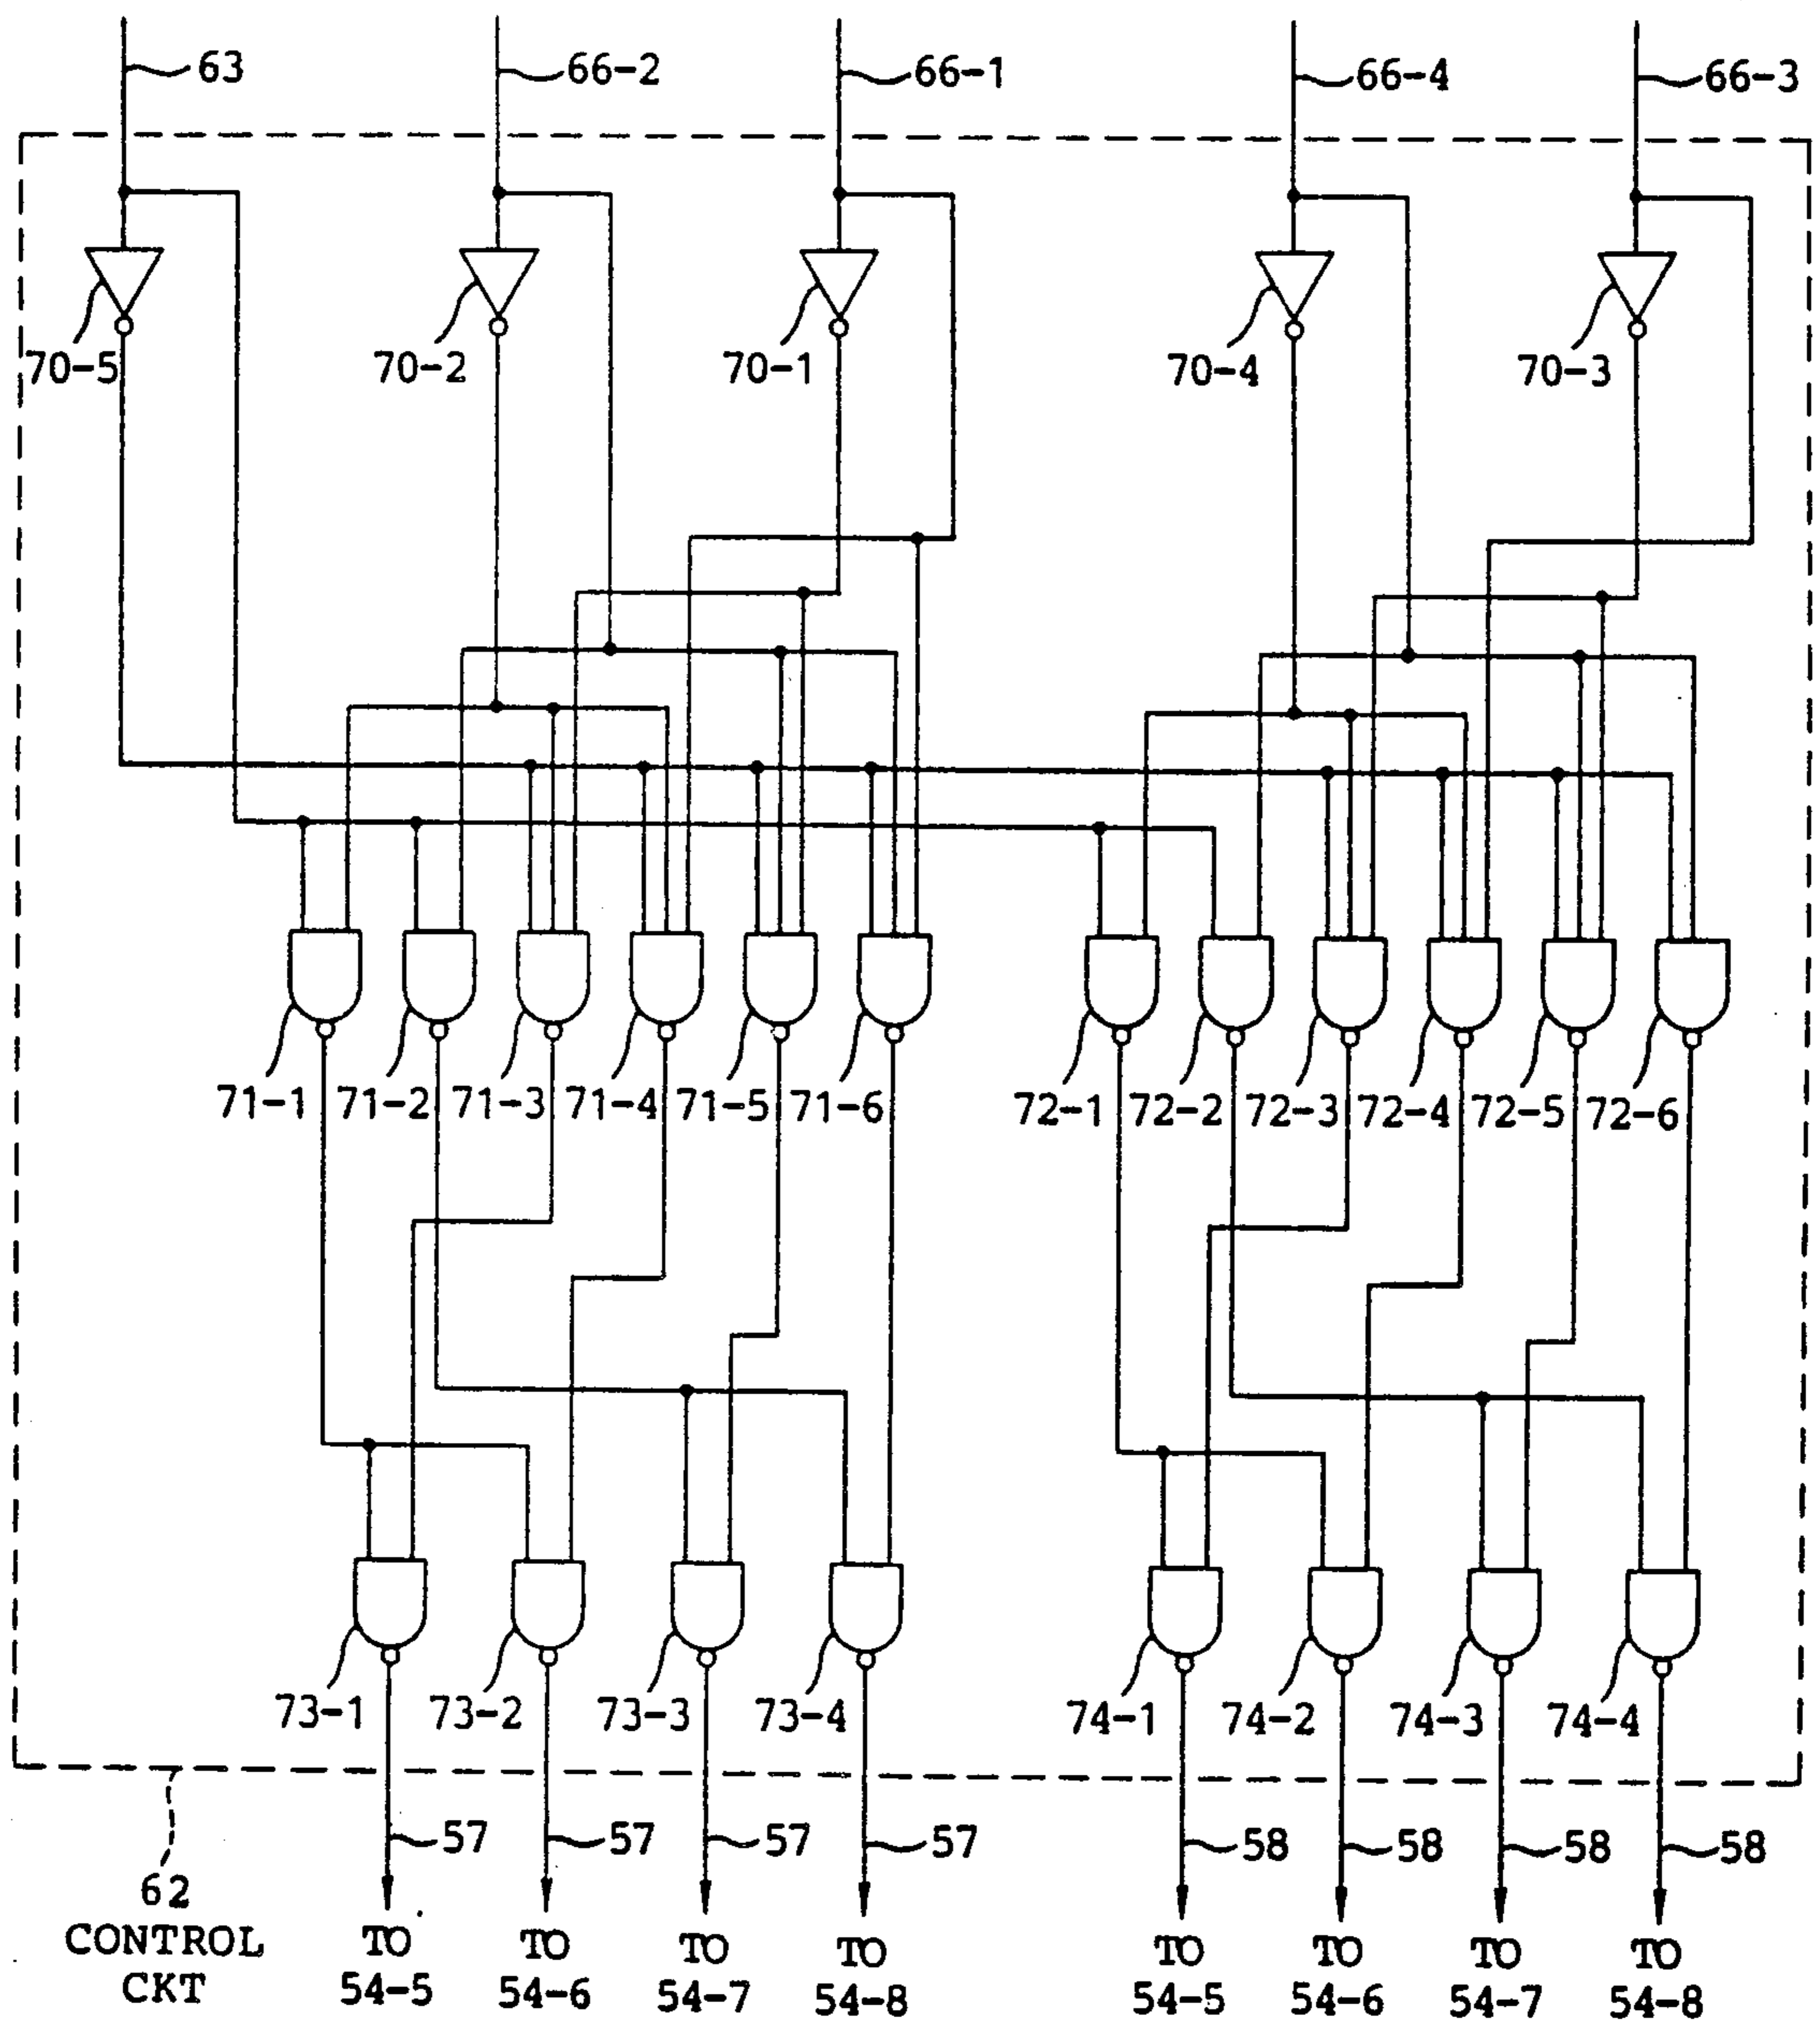 63 66-2 66-1 66-4 66-3
70-5 70-2 70-1 70-4 70-3
71-1 71-2 71-3 71-4 71-5 71-6 72-1 72-2 72-3 72-4 72-5 72-6
73-1 73-2 73-3 73-4 74-1 74-2 74-3 74-4
57 57 57 57 58 58 58 58
62
CONTROL
CKT
TO TO TO TO TO TO TO TO
54-5 54-6 54-7 54-8 54-5 54-6 54-7 54-8